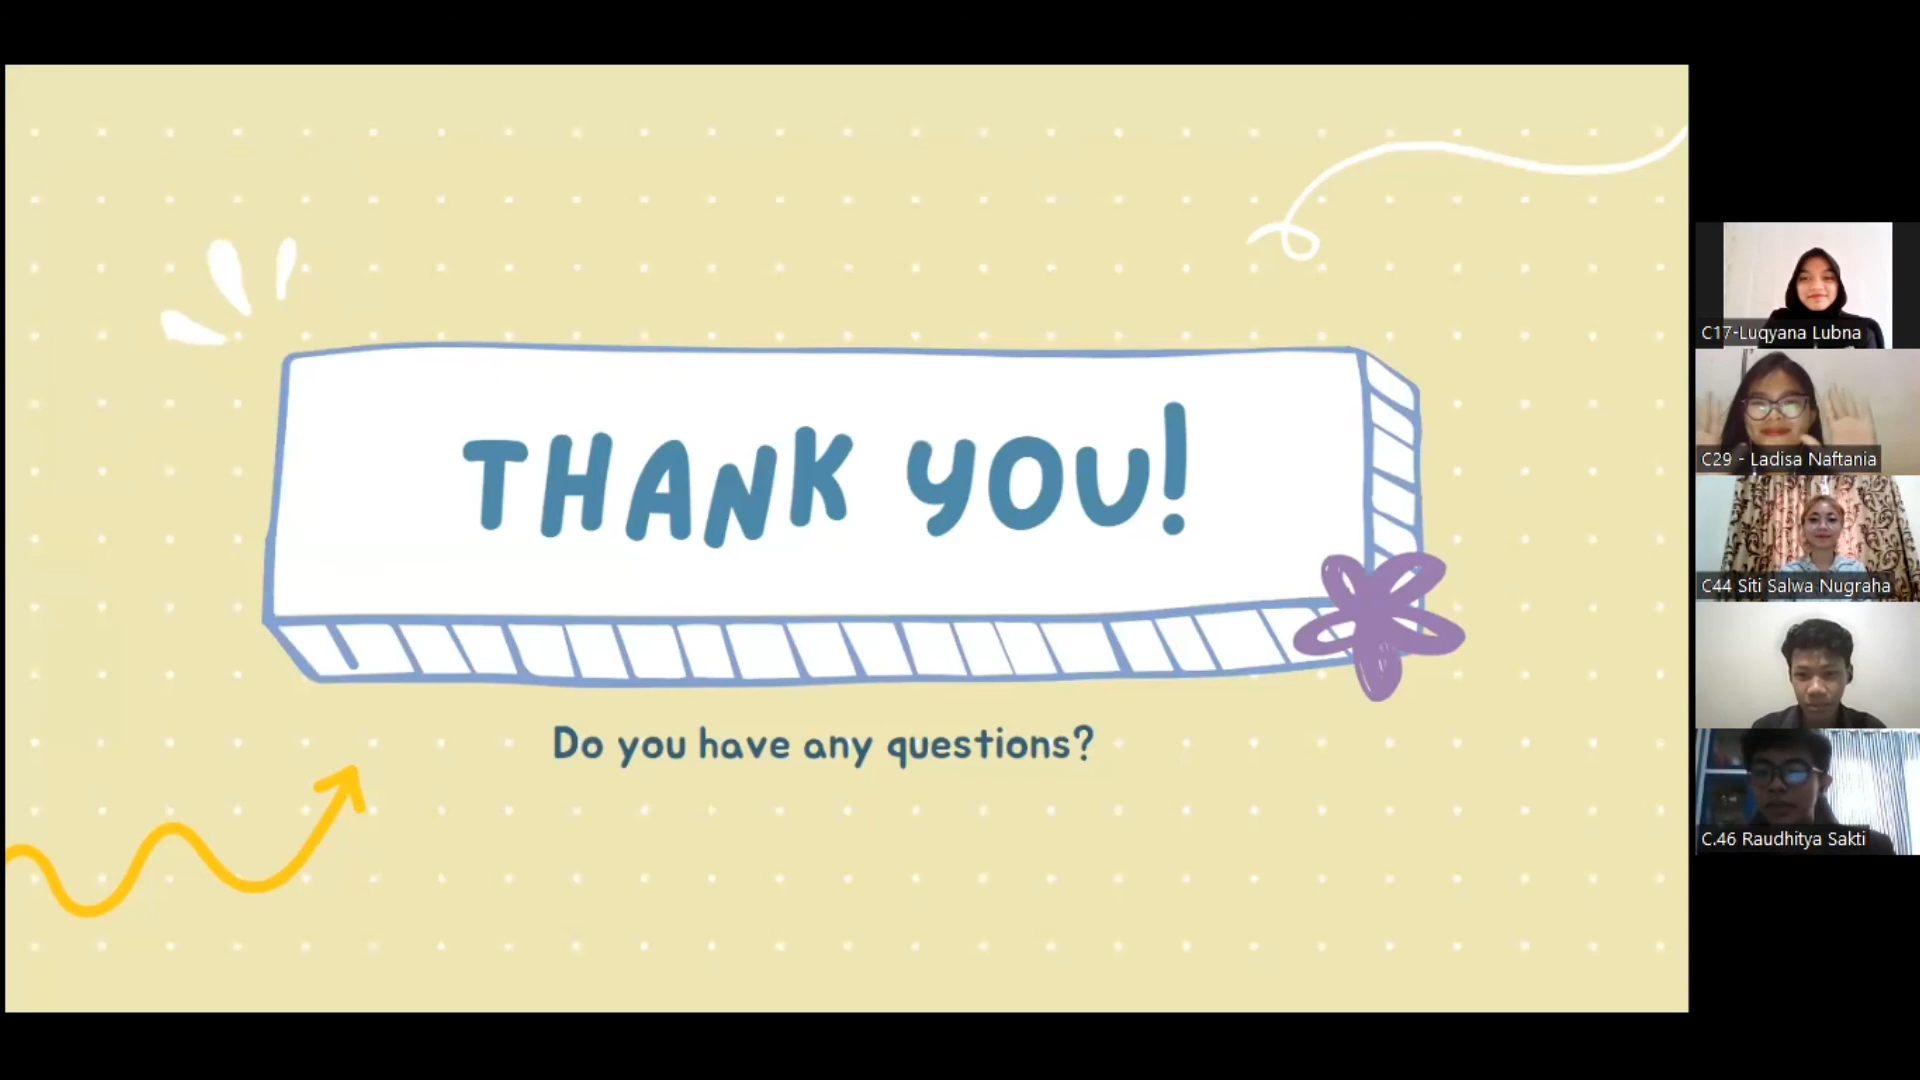 THANK YOU!
Do you have any questions?
C17-Luqyana Lubna
C29 - Ladisa Naftania
C44 Siti Salwa Nugraha
C.46 Raudhitya Sakti